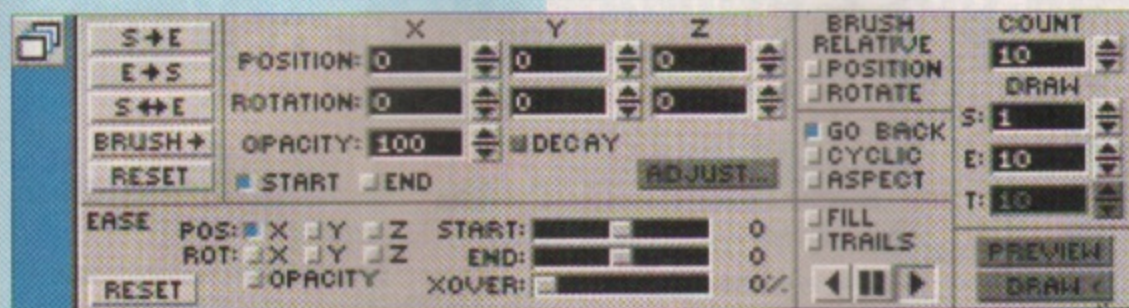 S→E
E→S
S↔E
BRUSH→
RESET
X Y Z
POSITION: 0 0 0
ROTATION: 0 0 0
OPACITY: 100 DECAY
START END
ADJUST...
BRUSH
RELATIVE
POSITION
ROTATE
GO BACK
CYCLIC
ASPECT
COUNT
10
DRAW
S: 1
E: 10
T: 10
EASE
POS: X Y Z
ROT: X Y Z
OPACITY
RESET
START: 0
END: 0
XOVER: 0%
FILL
TRAILS
PREVIEW
DRAW <